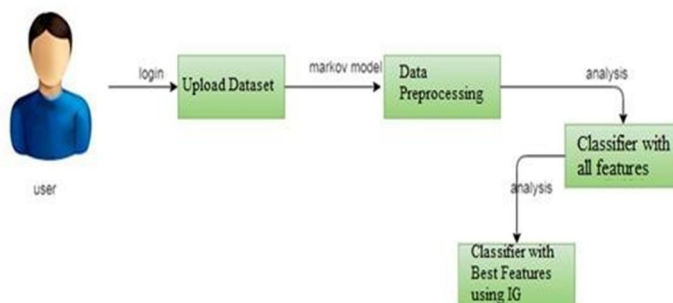 login
Upload Dataset
markov model
Data
Preprocessing
analysis
Classifier with
all features
analysis
Classifier with
Best Features
using IG
user